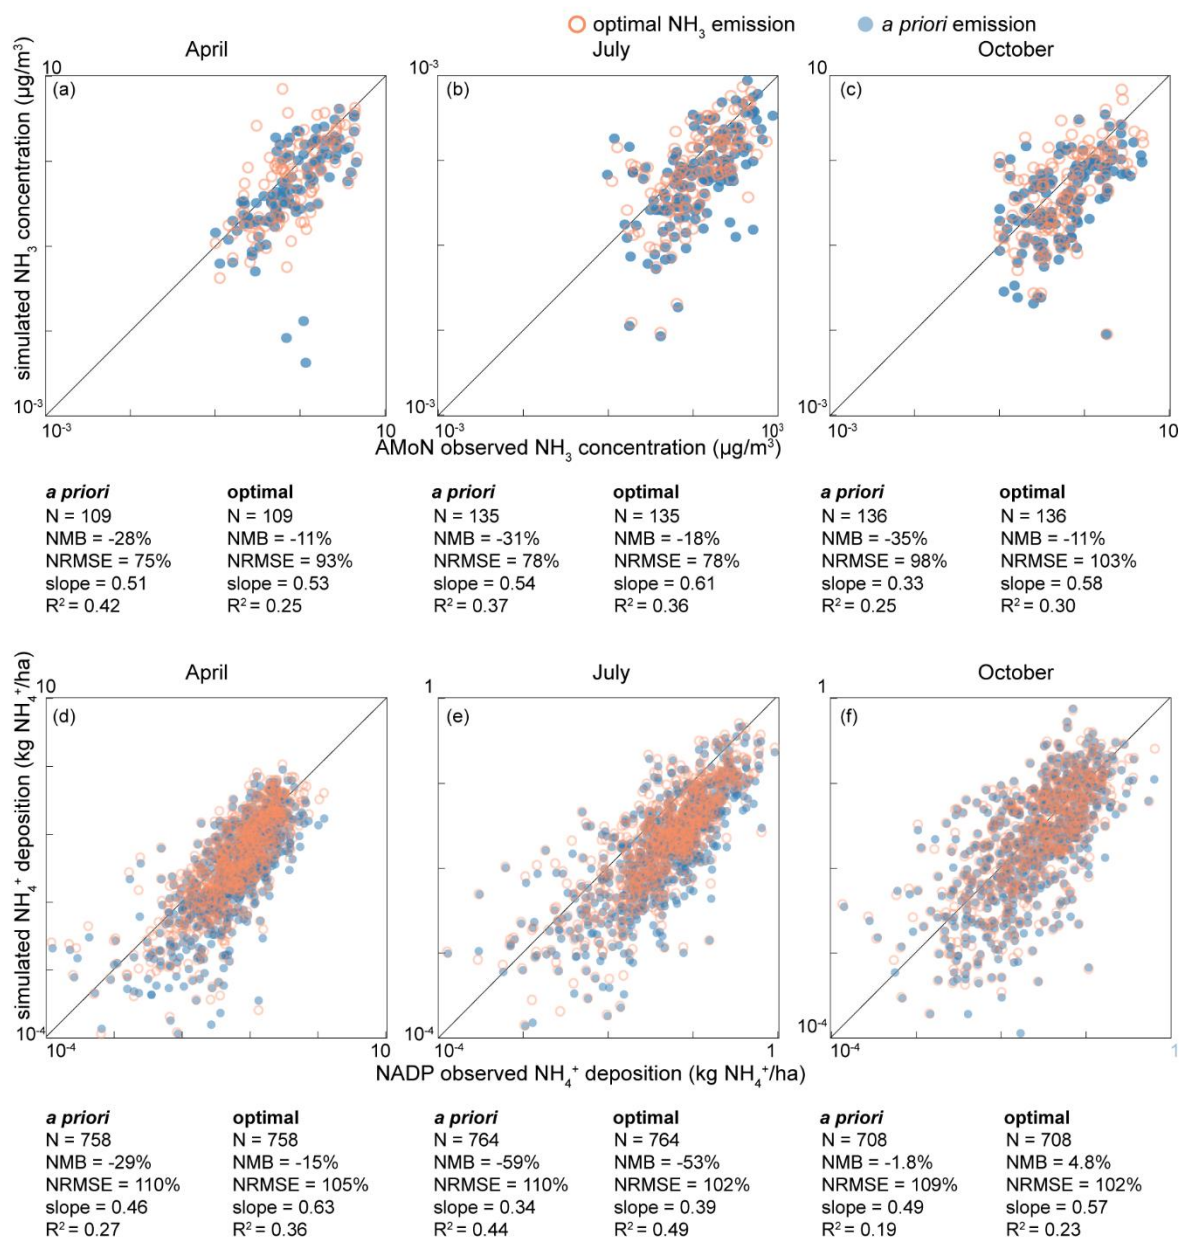 optimal NH₃ emission a priori emission
April July October
10 10⁻³ 10
(a) (b) (c)
simulated NH₃ concentration (µg/m³)
10⁻³ 10⁻³ 10⁻³
10⁻³ 10 10⁻³ 10³ 10⁻³ 10
AMoN observed NH₃ concentration (µg/m³)
a priori optimal a priori optimal a priori optimal
N = 109 N = 109 N = 135 N = 135 N = 136 N = 136
NMB = -28% NMB = -11% NMB = -31% NMB = -18% NMB = -35% NMB = -11%
NRMSE = 75% NRMSE = 93% NRMSE = 78% NRMSE = 78% NRMSE = 98% NRMSE = 103%
slope = 0.51 slope = 0.53 slope = 0.54 slope = 0.61 slope = 0.33 slope = 0.58
R² = 0.42 R² = 0.25 R² = 0.37 R² = 0.36 R² = 0.25 R² = 0.30
April July October
10 1 1
(d) (e) (f)
simulated NH₄⁺ deposition (kg NH₄⁺/ha)
10⁻⁴ 10⁻⁴ 10⁻⁴
10⁻⁴ 10 10⁻⁴ 1 10⁻⁴ 1
NADP observed NH₄⁺ deposition (kg NH₄⁺/ha)
a priori optimal a priori optimal a priori optimal
N = 758 N = 758 N = 764 N = 764 N = 708 N = 708
NMB = -29% NMB = -15% NMB = -59% NMB = -53% NMB = -1.8% NMB = 4.8%
NRMSE = 110% NRMSE = 105% NRMSE = 110% NRMSE = 102% NRMSE = 109% NRMSE = 102%
slope = 0.46 slope = 0.63 slope = 0.34 slope = 0.39 slope = 0.49 slope = 0.57
R² = 0.27 R² = 0.36 R² = 0.44 R² = 0.49 R² = 0.19 R² = 0.23